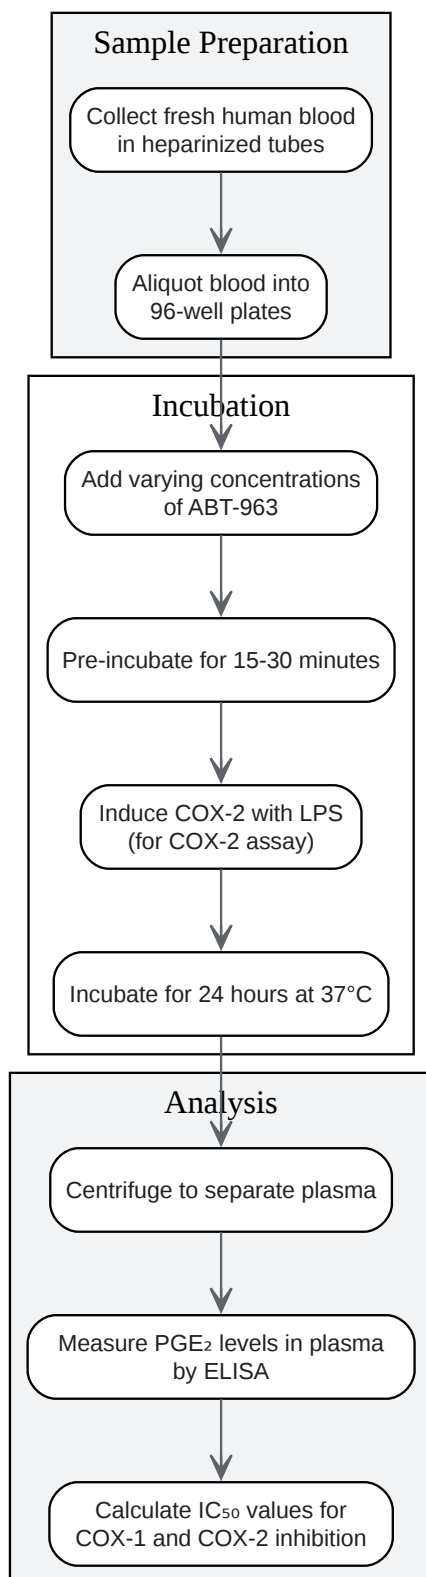 Sample Preparation
Collect fresh human blood
in heparinized tubes
Aliquot blood into
96-well plates
Incubation
Add varying concentrations
of ABT-963
Pre-incubate for 15-30 minutes
Induce COX-2 with LPS
(for COX-2 assay)
Incubate for 24 hours at 37°C
Analysis
Centrifuge to separate plasma
Measure PGE₂ levels in plasma
by ELISA
Calculate IC₅₀ values for
COX-1 and COX-2 inhibition